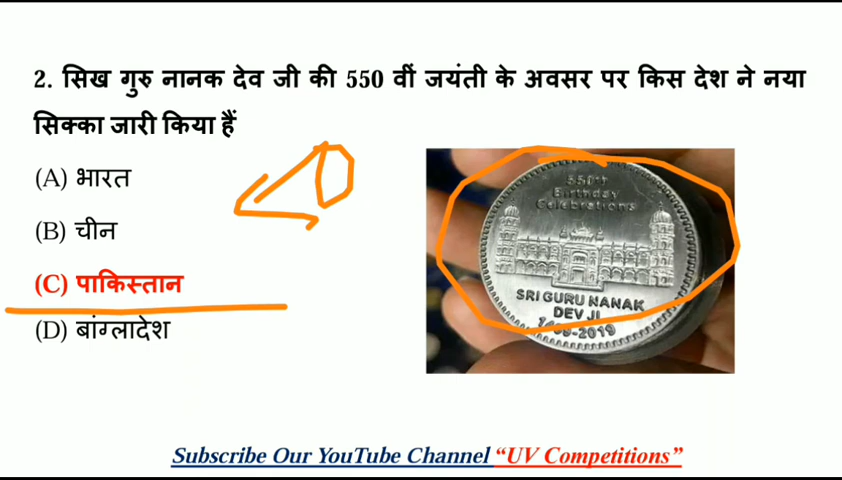 2. सिख गुरु नानक देव जी की 550 वीं जयंती के अवसर पर किस देश ने नया
सिक्का जारी किया हैं
(A) भारत
(B) चीन
(C) पाकिस्तान
(D) बांग्लादेश
550th
Birthday
Celebrations
SRI GURU NANAK
DEV JI
1469-2019
Subscribe Our YouTube Channel “UV Competitions”